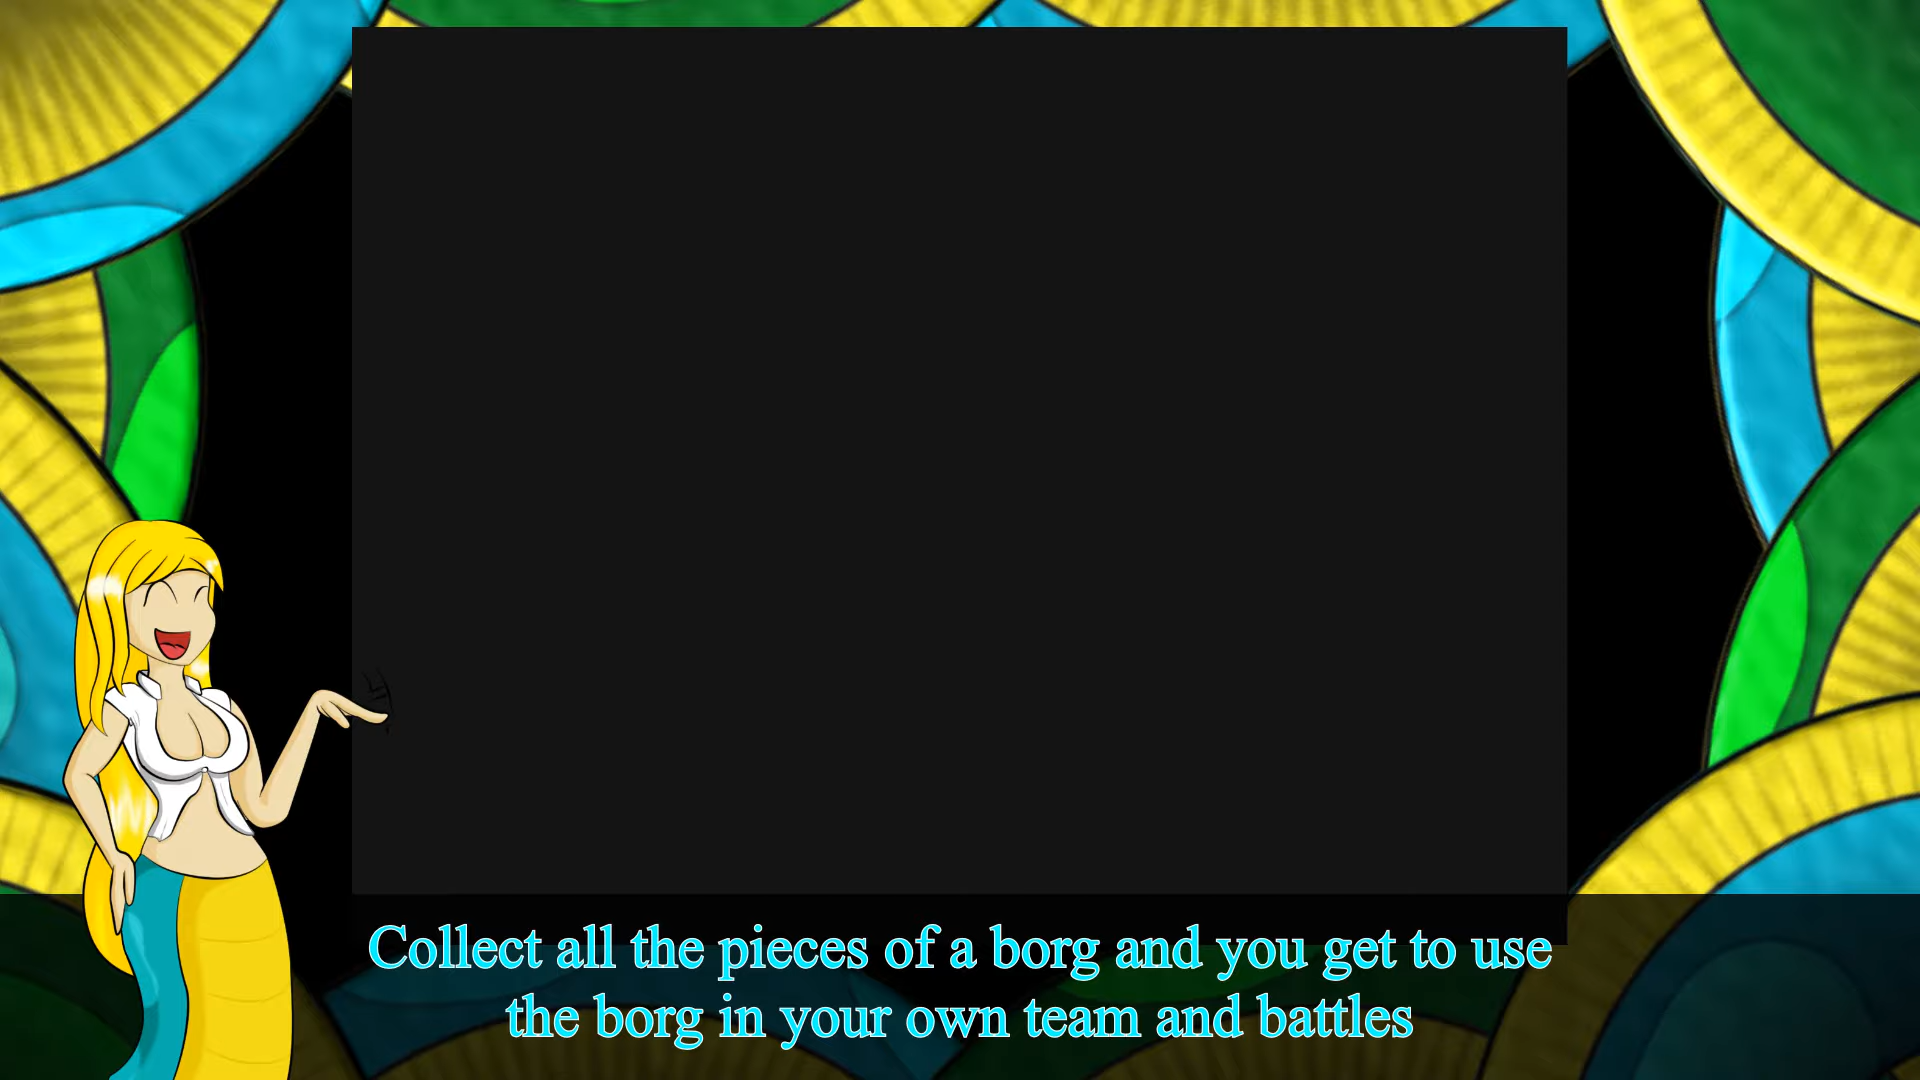 Collect all the pieces of a borg and you get to use
the borg in your own team and battles